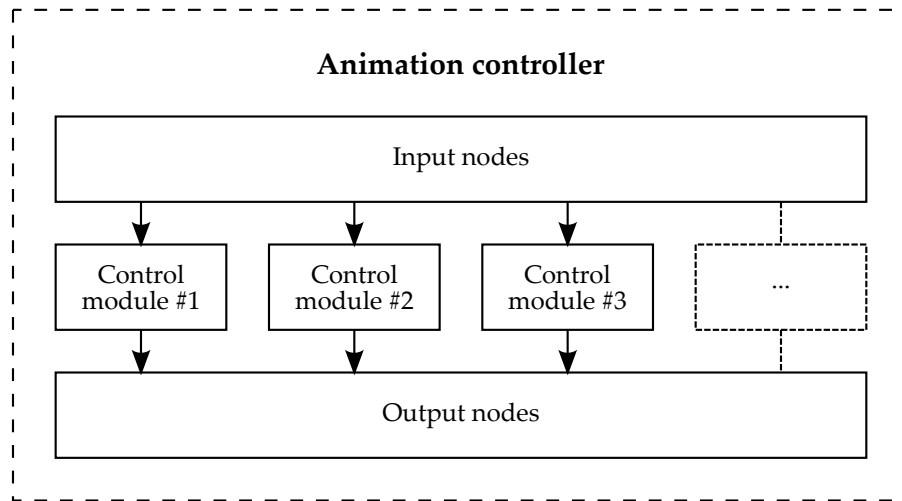 Animation controller
Input nodes
Control
module #1
Control
module #2
Control
module #3
...
Output nodes